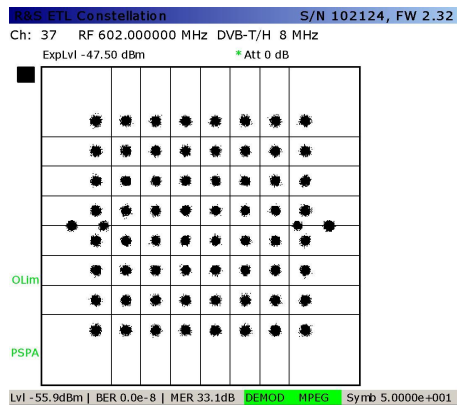 R&S ETL Constellation S/N 102124, FW 2.32
Ch: 37 RF 602.000000 MHz DVB-T/H 8 MHz
ExpLvl -47.50 dBm * Att 0 dB
OLim
PSPA
Lvl -55.9dBm | BER 0.0e-8 | MER 33.1dB DEMOD MPEG Symb 5.0000e+001